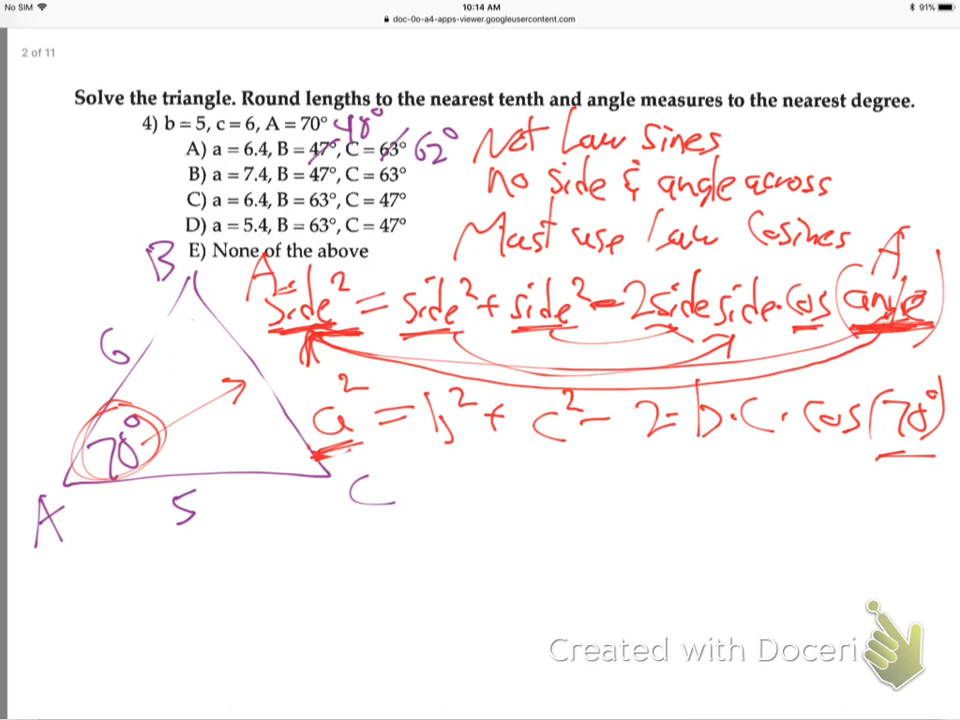 No SIM 10:14 AM 91%
doc-0o-a4-apps-viewer.googleusercontent.com
2 of 11
Solve the triangle. Round lengths to the nearest tenth and angle measures to the nearest degree.
4) b = 5, c = 6, A = 70°
48°
A) a = 6.4, B = 47°, C = 63° 62°
B) a = 7.4, B = 47°, C = 63°
C) a = 6.4, B = 63°, C = 47°
D) a = 5.4, B = 63°, C = 47°
E) None of the above
Not Law Sines
no side & angle across
Must use law Cosines
A
side² = side² + side² - 2 side side · cos (angle)
a² = b² + c² - 2 · b · c · cos (70°)
B
6
70°
A
5
C
Created with Doceri